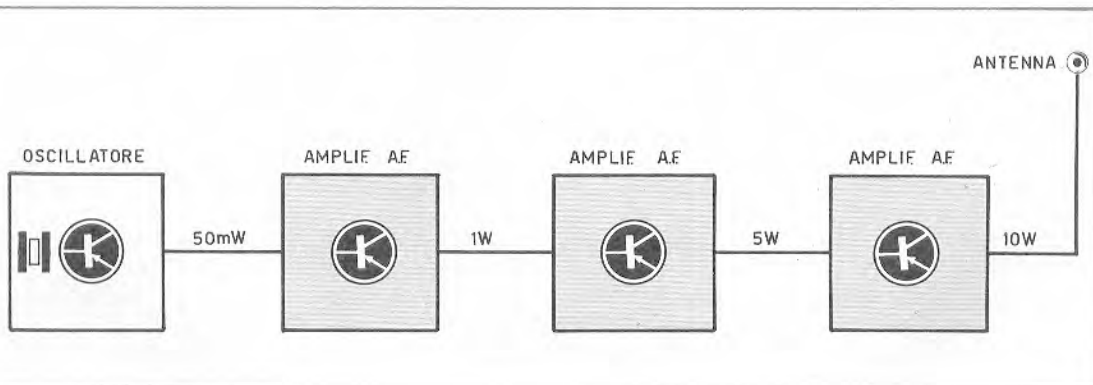 ANTENNA
OSCILLATORE
AMPLIF. A.F.
AMPLIF. A.F.
AMPLIF. A.F.
50mW
1W
5W
10W